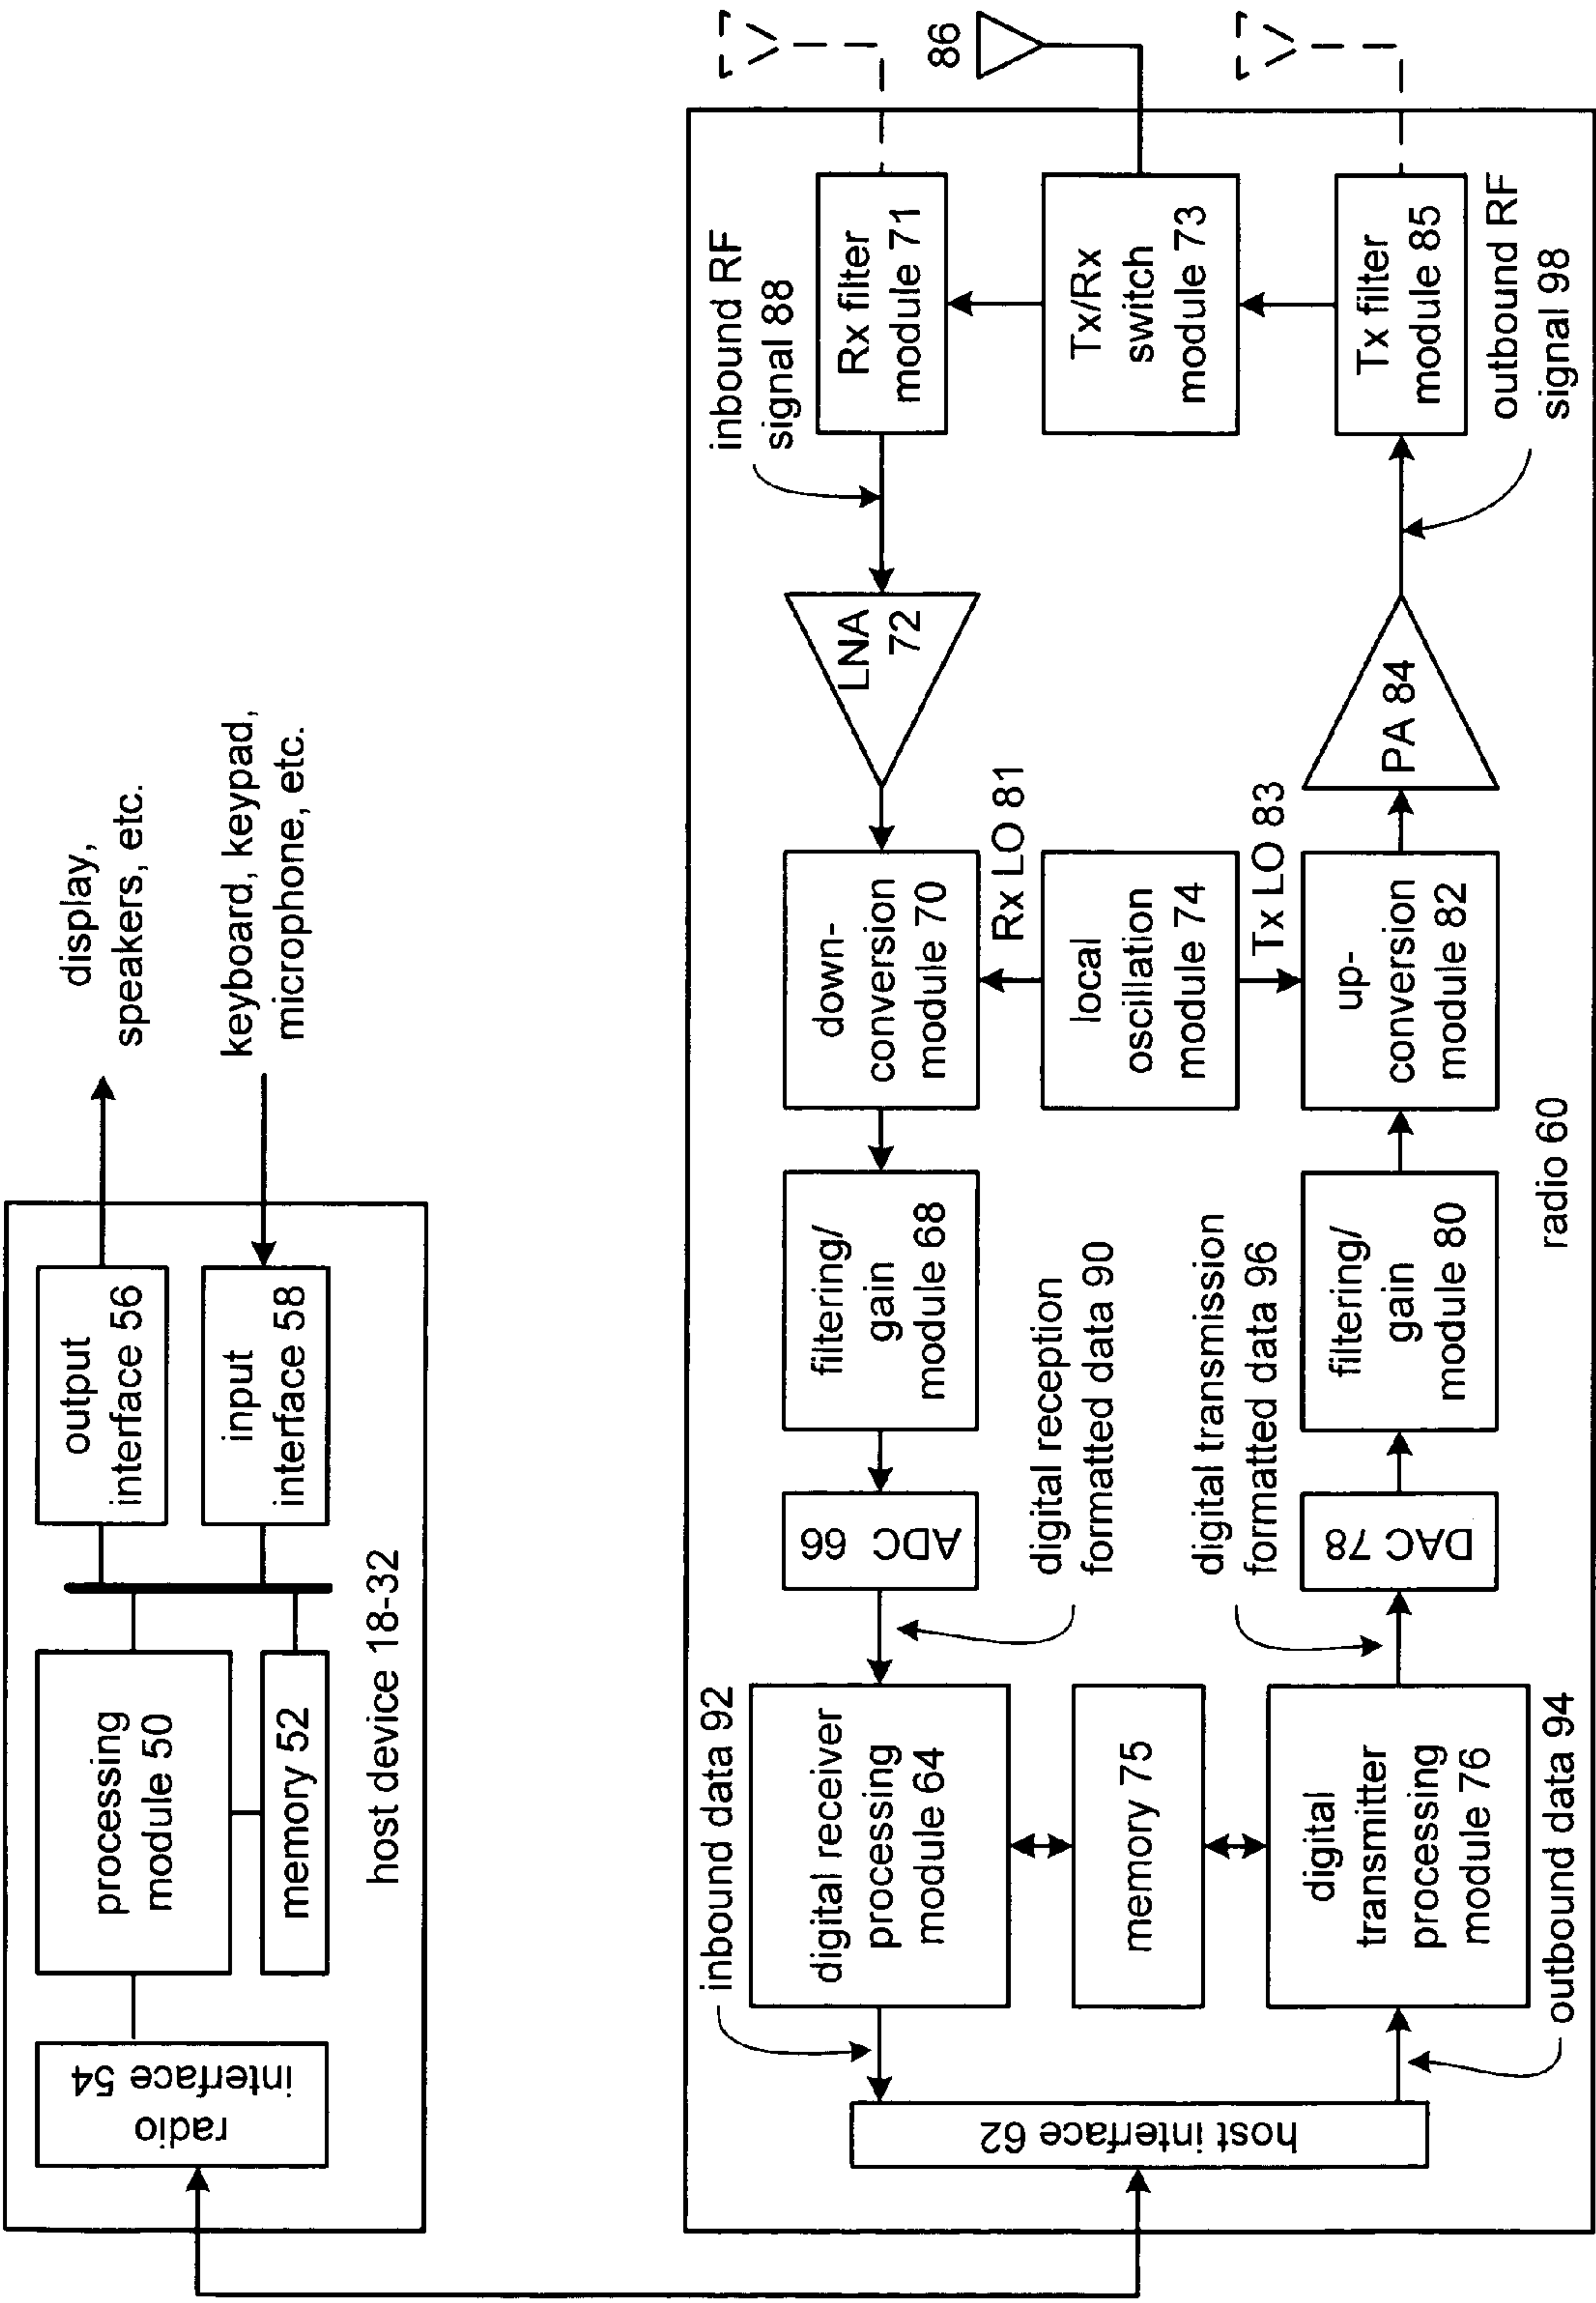 radio
interface 54
processing
module 50
memory 52
output
interface 56
input
interface 58
display,
speakers, etc.
keyboard, keypad,
microphone, etc.
host device 18-32
host interface 62
inbound data 92
digital receiver
processing
module 64
memory 75
digital
transmitter
processing
module 76
outbound data 94
ADC 66
digital reception
formatted data 90
digital transmission
formatted data 96
DAC 78
filtering/
gain
module 68
filtering/
gain
module 80
down-
conversion
module 70
Rx LO 81
local
oscillation
module 74
Tx LO 83
up-
conversion
module 82
LNA
72
PA 84
inbound RF
signal 88
Rx filter
module 71
Tx/Rx
switch
module 73
Tx filter
module 85
outbound RF
signal 98
86
radio 60